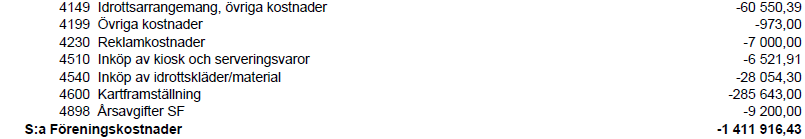 4149 Idrottsarrangemang, övriga kostnader -60 550,39
4199 Övriga kostnader -973,00
4230 Reklamkostnader -7 000,00
4510 Inköp av kiosk och serveringsvaror -6 521,91
4540 Inköp av idrottskläder/material -28 054,30
4600 Kartframställning -285 643,00
4898 Årsavgifter SF -9 200,00
S:a Föreningskostnader -1 411 916,43